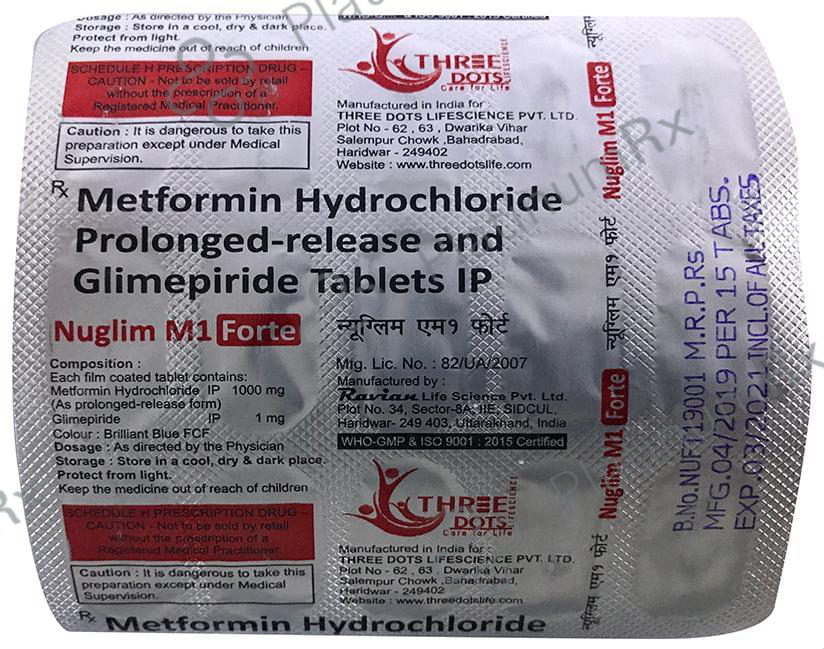 Dosage : As directed by the Physician
Storage : Store in a cool, dry & dark place.
Protect from light.
Keep the medicine out of reach of children
SCHEDULE H PRESCRIPTION DRUG -
CAUTION - Not to be sold by retail
without the prescription of a
Registered Medical Practitioner.
Caution : It is dangerous to take this
preparation except under Medical
Supervision.
THREE
DOTS
LIFESCIENCE
Care for Life
Manufactured in India for :
THREE DOTS LIFESCIENCE PVT. LTD.
Plot No - 62 , 63 , Dwarika Vihar
Salempur Chowk ,Bahadrabad,
Haridwar - 249402
Website : www.threedotslife.com
Rx Metformin Hydrochloride
Prolonged-release and
Glimepiride Tablets IP
Nuglim M1 Forte
न्यूग्लिम एम१ फोर्ट
Composition :
Each film coated tablet contains:
Metformin Hydrochloride IP 1000 mg
(As prolonged-release form)
Glimepiride IP 1 mg
Colour : Brilliant Blue FCF
Dosage : As directed by the Physician
Storage : Store in a cool, dry & dark place.
Protect from light.
Keep the medicine out of reach of children
Mfg. Lic. No. : 82/UA/2007
Manufactured by :
Ravian Life Science Pvt. Ltd.
Plot No. 34, Sector-8A, IIE, SIDCUL,
Haridwar- 249 403, Uttarakhand, India
WHO-GMP & ISO 9001 : 2015 Certified
SCHEDULE H PRESCRIPTION DRUG -
CAUTION - Not to be sold by retail
without the prescription of a
Registered Medical Practitioner.
Caution : It is dangerous to take this
preparation except under Medical
Supervision.
THREE
DOTS
LIFESCIENCE
Care for Life
Manufactured in India for :
THREE DOTS LIFESCIENCE PVT. LTD.
Plot No - 62 , 63 , Dwarika Vihar
Salempur Chowk ,Bahadrabad,
Haridwar - 249402
Website : www.threedotslife.com
Rx Metformin Hydrochloride
न्यूग्लिम एम१ फोर्ट Nuglim M1 Forte
न्यूग्लिम एम१ फोर्ट Nuglim M1 Forte
B.No.NUFT19001 M.R.P.Rs
MFG.04/2019 PER 15 TABS.
EXP.03/2021 INCL.OF ALL TAXES